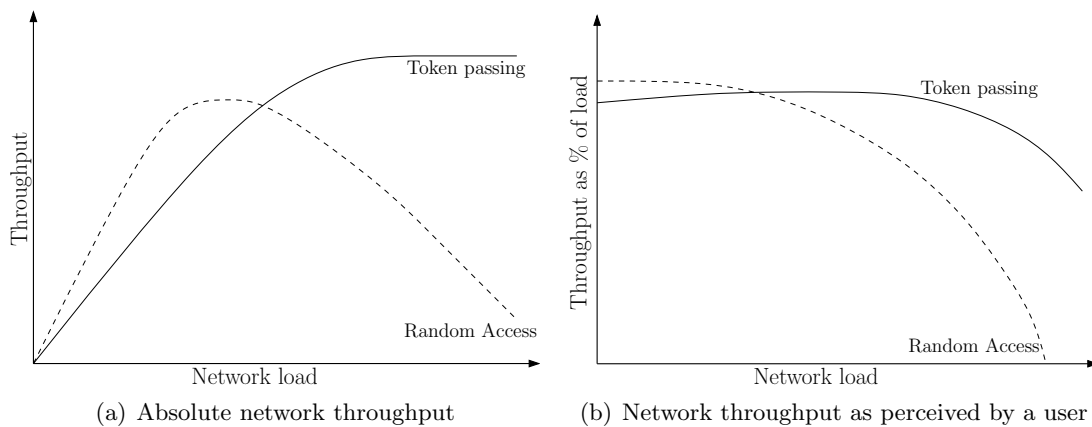 Throughput
Token passing
Random Access
Network load
(a) Absolute network throughput
Throughput as % of load
Token passing
Random Access
Network load
(b) Network throughput as perceived by a user